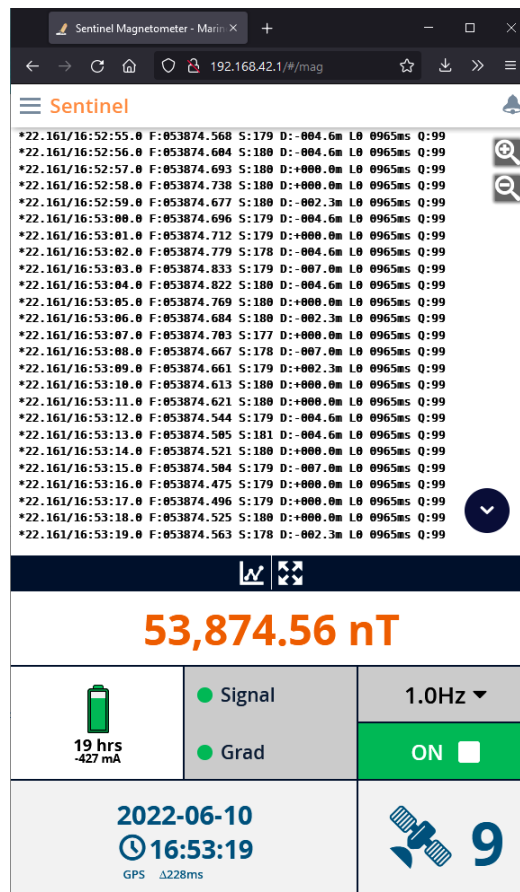 Sentinel Magnetometer - Marin
192.168.42.1/#/mag
Sentinel
*22.161/16:52:55.0 F:053874.568 S:179 D:-004.6m L0 0965ms Q:99
*22.161/16:52:56.0 F:053874.604 S:180 D:-004.6m L0 0965ms Q:99
*22.161/16:52:57.0 F:053874.693 S:180 D:+000.0m L0 0965ms Q:99
*22.161/16:52:58.0 F:053874.738 S:180 D:+000.0m L0 0965ms Q:99
*22.161/16:52:59.0 F:053874.677 S:180 D:-002.3m L0 0965ms Q:99
*22.161/16:53:00.0 F:053874.696 S:179 D:-004.6m L0 0965ms Q:99
*22.161/16:53:01.0 F:053874.712 S:179 D:+000.0m L0 0965ms Q:99
*22.161/16:53:02.0 F:053874.779 S:178 D:-004.6m L0 0965ms Q:99
*22.161/16:53:03.0 F:053874.833 S:179 D:-007.0m L0 0965ms Q:99
*22.161/16:53:04.0 F:053874.822 S:180 D:-004.6m L0 0965ms Q:99
*22.161/16:53:05.0 F:053874.769 S:180 D:+000.0m L0 0965ms Q:99
*22.161/16:53:06.0 F:053874.684 S:180 D:-002.3m L0 0965ms Q:99
*22.161/16:53:07.0 F:053874.703 S:177 D:+000.0m L0 0965ms Q:99
*22.161/16:53:08.0 F:053874.667 S:178 D:-007.0m L0 0965ms Q:99
*22.161/16:53:09.0 F:053874.661 S:179 D:+002.3m L0 0965ms Q:99
*22.161/16:53:10.0 F:053874.613 S:180 D:+000.0m L0 0965ms Q:99
*22.161/16:53:11.0 F:053874.621 S:180 D:+000.0m L0 0965ms Q:99
*22.161/16:53:12.0 F:053874.544 S:179 D:-004.6m L0 0965ms Q:99
*22.161/16:53:13.0 F:053874.505 S:181 D:-004.6m L0 0965ms Q:99
*22.161/16:53:14.0 F:053874.521 S:180 D:+000.0m L0 0965ms Q:99
*22.161/16:53:15.0 F:053874.504 S:179 D:-007.0m L0 0965ms Q:99
*22.161/16:53:16.0 F:053874.475 S:179 D:+000.0m L0 0965ms Q:99
*22.161/16:53:17.0 F:053874.496 S:179 D:+000.0m L0 0965ms Q:99
*22.161/16:53:18.0 F:053874.525 S:180 D:+000.0m L0 0965ms Q:99
*22.161/16:53:19.0 F:053874.563 S:178 D:-002.3m L0 0965ms Q:99
53,874.56 nT
19 hrs
-427 mA
Signal
Grad
1.0Hz
ON
2022-06-10
16:53:19
GPS Δ228ms
9